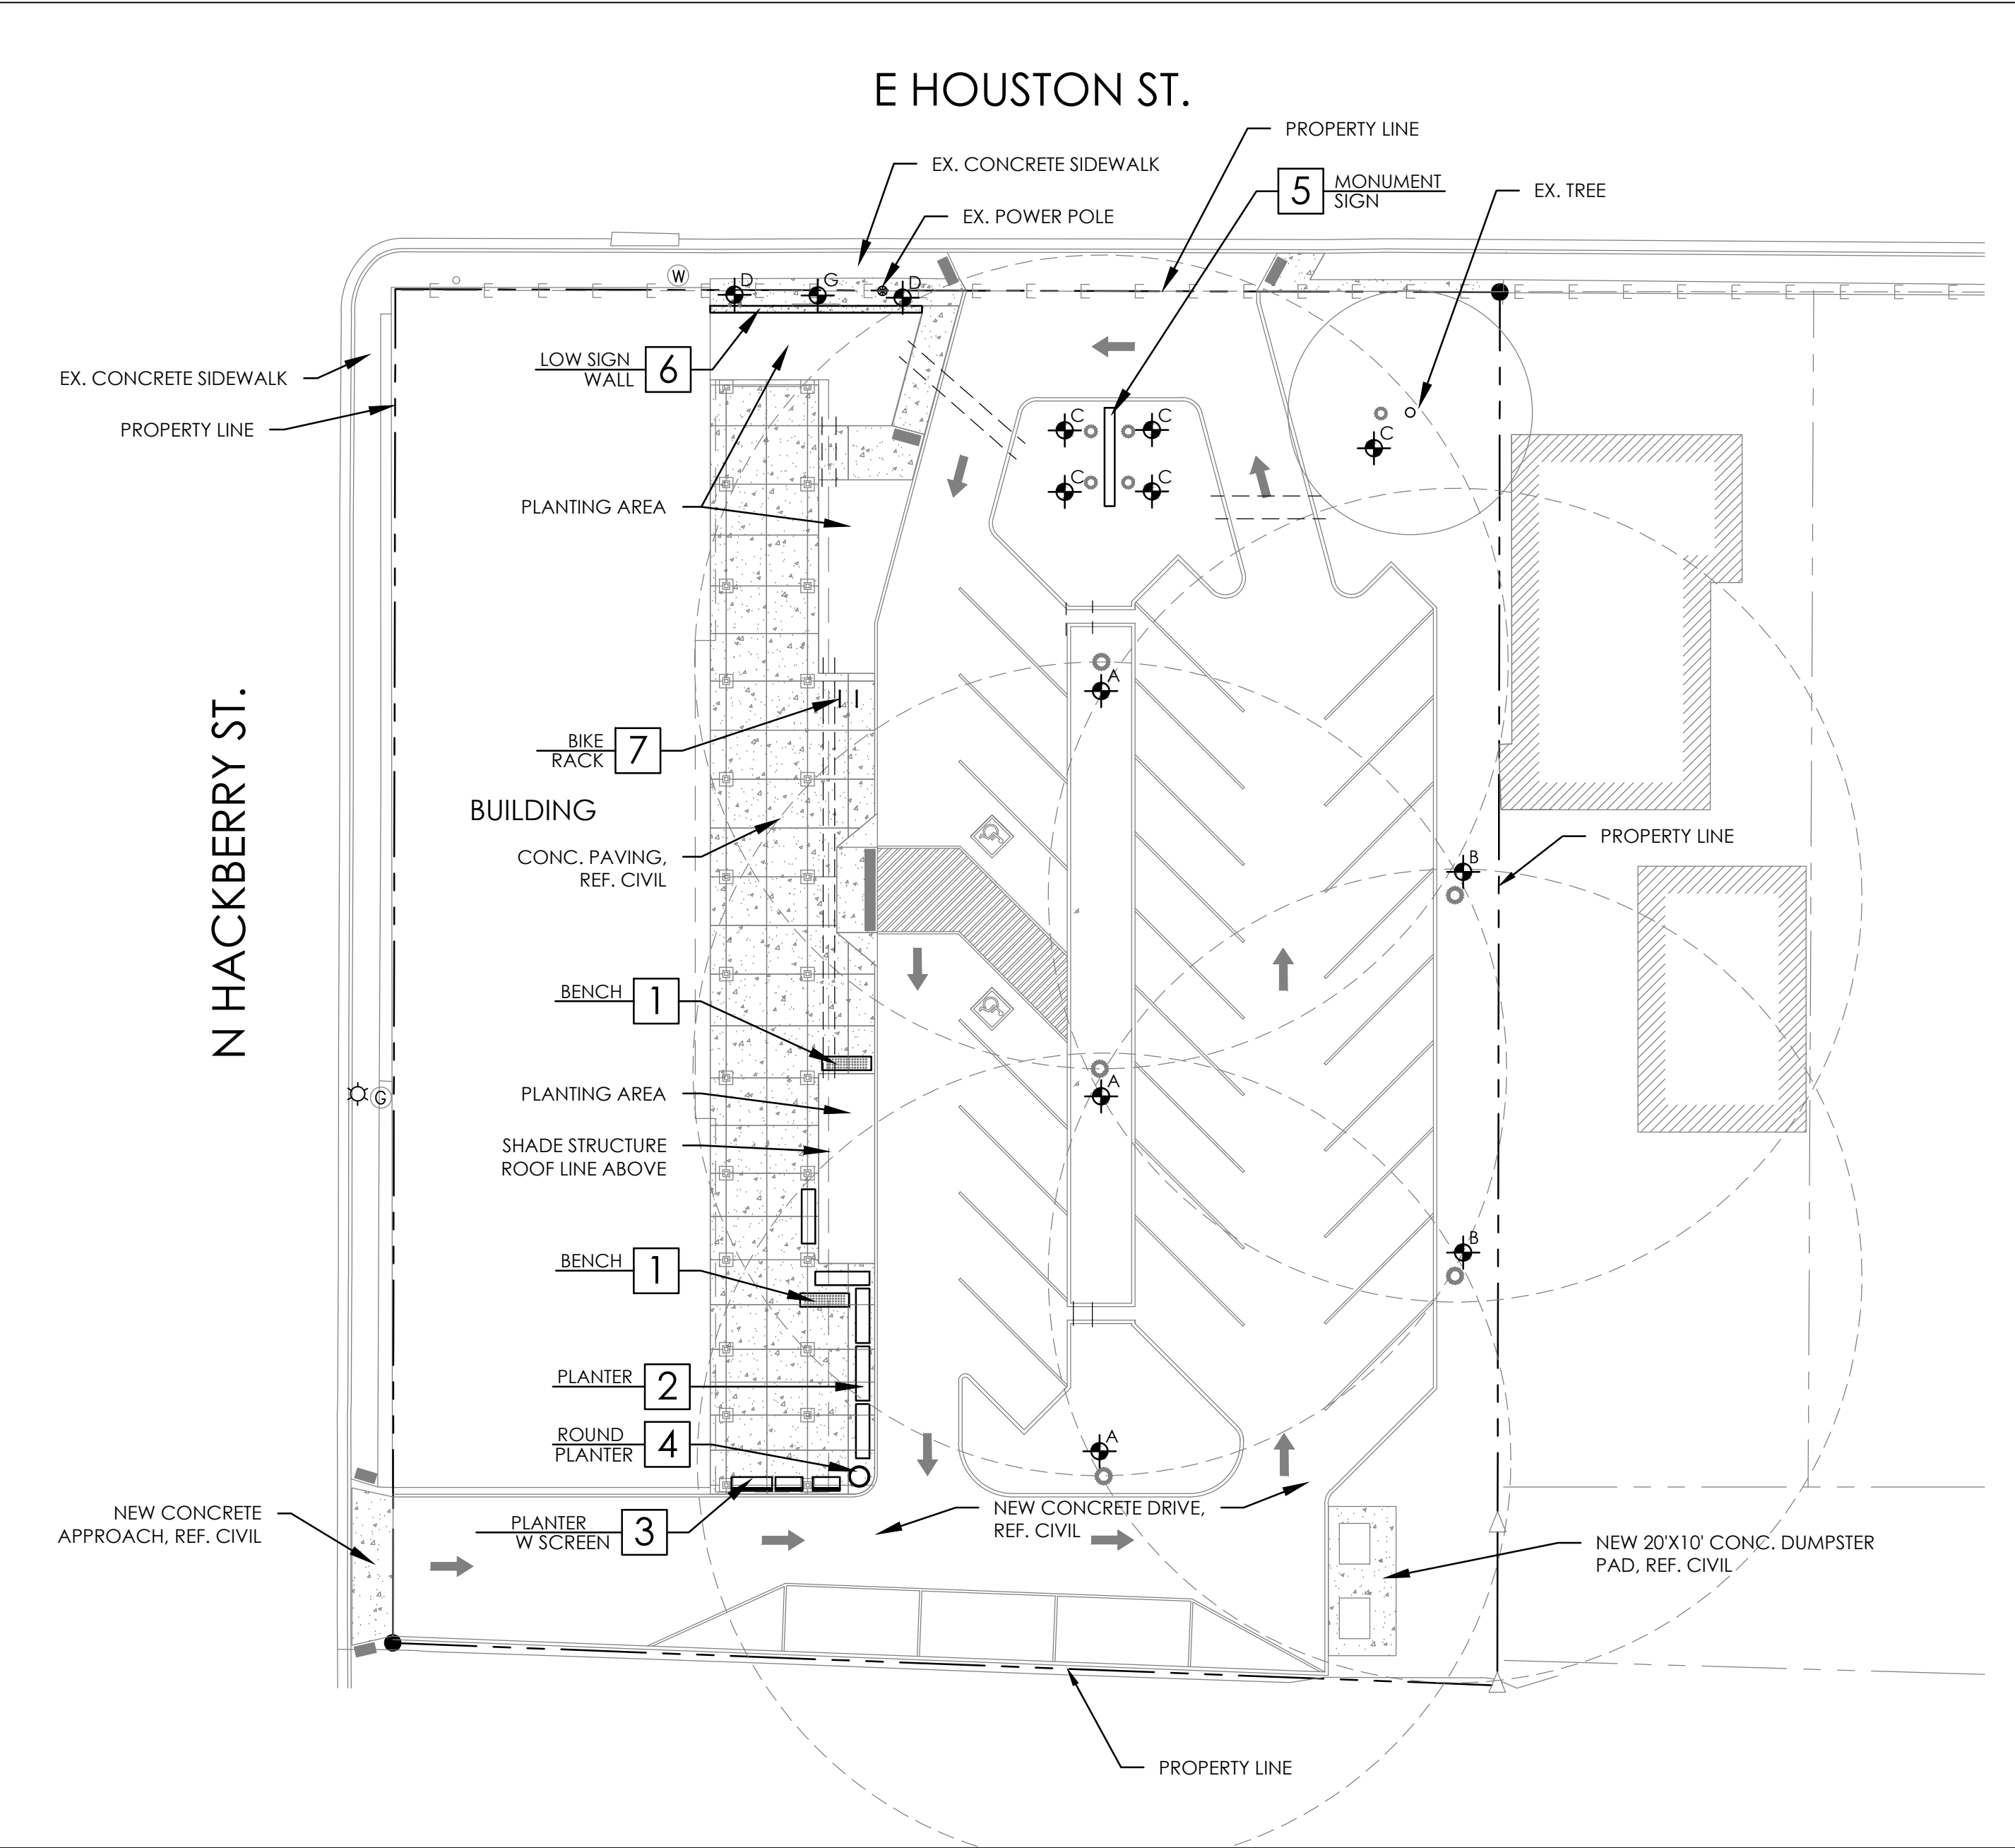 E HOUSTON ST.
PROPERTY LINE
EX. CONCRETE SIDEWALK
5 MONUMENT
SIGN
EX. TREE
EX. POWER POLE
W
D
G
D
E E E E E E E E E E E E E E E E E E E E E E E E E E E E E
LOW SIGN
WALL 6
EX. CONCRETE SIDEWALK
PROPERTY LINE
C
C
C
C
C
PLANTING AREA
N HACKBERRY ST.
A
BIKE
RACK 7
BUILDING
CONC. PAVING,
REF. CIVIL
PROPERTY LINE
B
BENCH 1
A
G
PLANTING AREA
SHADE STRUCTURE
ROOF LINE ABOVE
B
BENCH 1
PLANTER 2
ROUND
PLANTER 4
A
NEW CONCRETE
APPROACH, REF. CIVIL
PLANTER
W SCREEN 3
NEW CONCRETE DRIVE,
REF. CIVIL
NEW 20'X10' CONC. DUMPSTER
PAD, REF. CIVIL
PROPERTY LINE